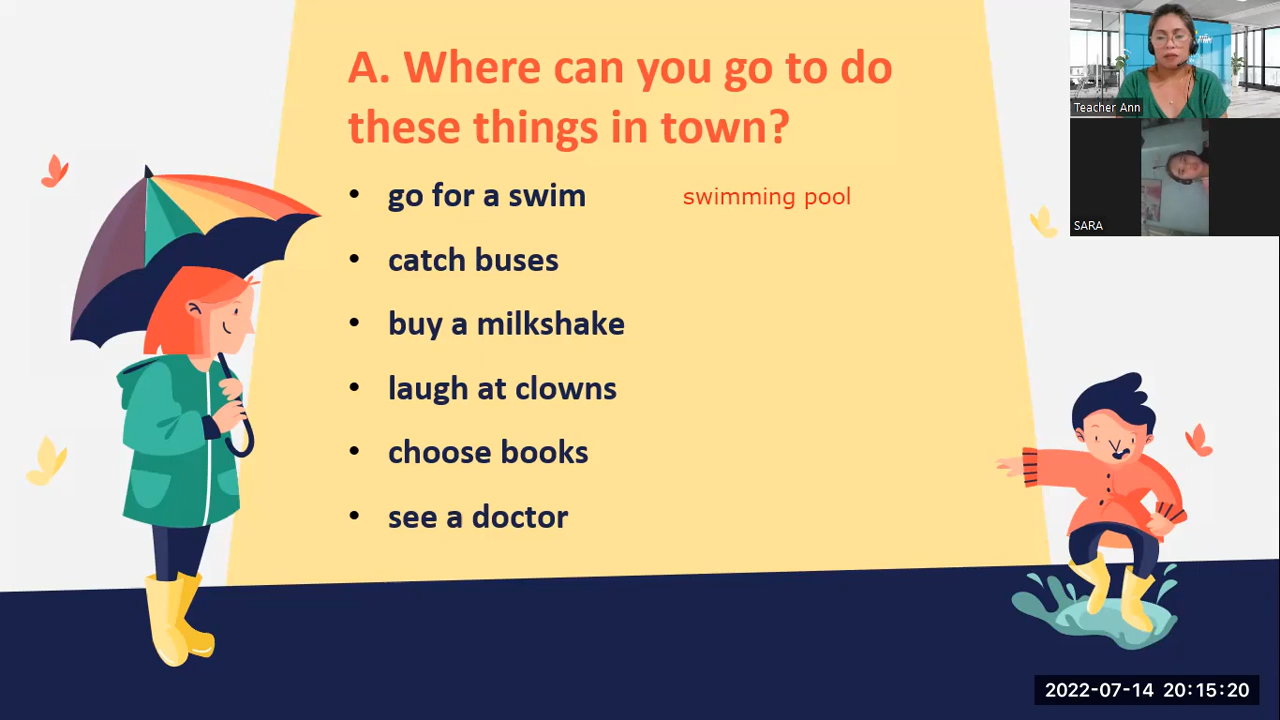 A. Where can you go to do
these things in town?
• go for a swim
swimming pool
• catch buses
• buy a milkshake
• laugh at clowns
• choose books
• see a doctor
Teacher Ann
SARA
2022-07-14 20:15:20